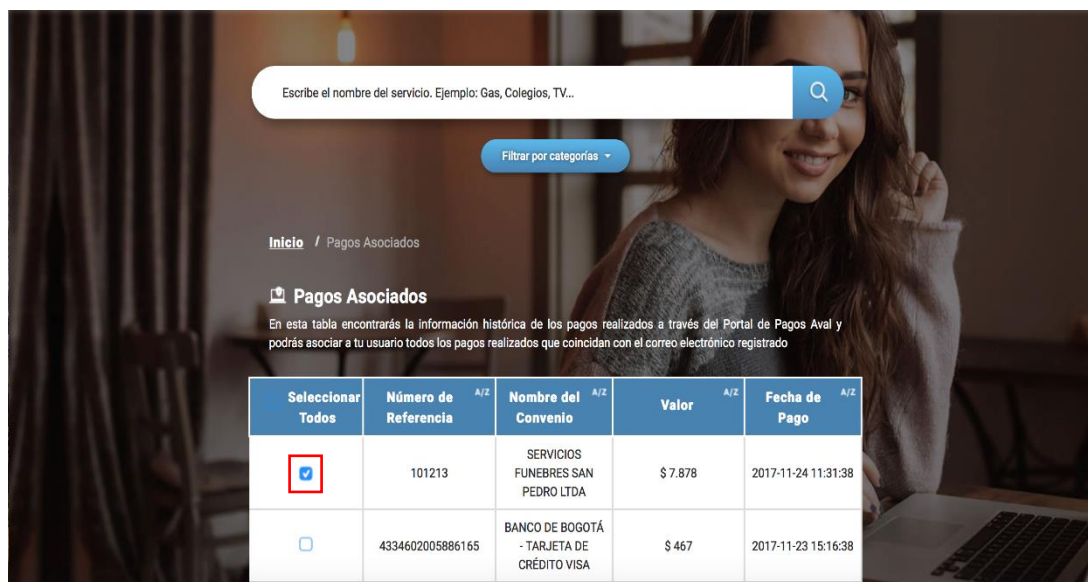 Escribe el nombre del servicio. Ejemplo: Gas, Colegios, TV...
Filtrar por categorías
Inicio / Pagos Asociados
Pagos Asociados
En esta tabla encontrarás la información histórica de los pagos realizados a través del Portal de Pagos Aval y
podrás asociar a tu usuario todos los pagos realizados que coincidan con el correo electrónico registrado
Seleccionar
Todos
Número de
Referencia
A/Z
Nombre del
Convenio
A/Z
Valor
A/Z
Fecha de
Pago
A/Z
101213
SERVICIOS
FUNEBRES SAN
PEDRO LTDA
$ 7.878
2017-11-24 11:31:38
4334602005886165
BANCO DE BOGOTÁ
- TARJETA DE
CRÉDITO VISA
$ 467
2017-11-23 15:16:38